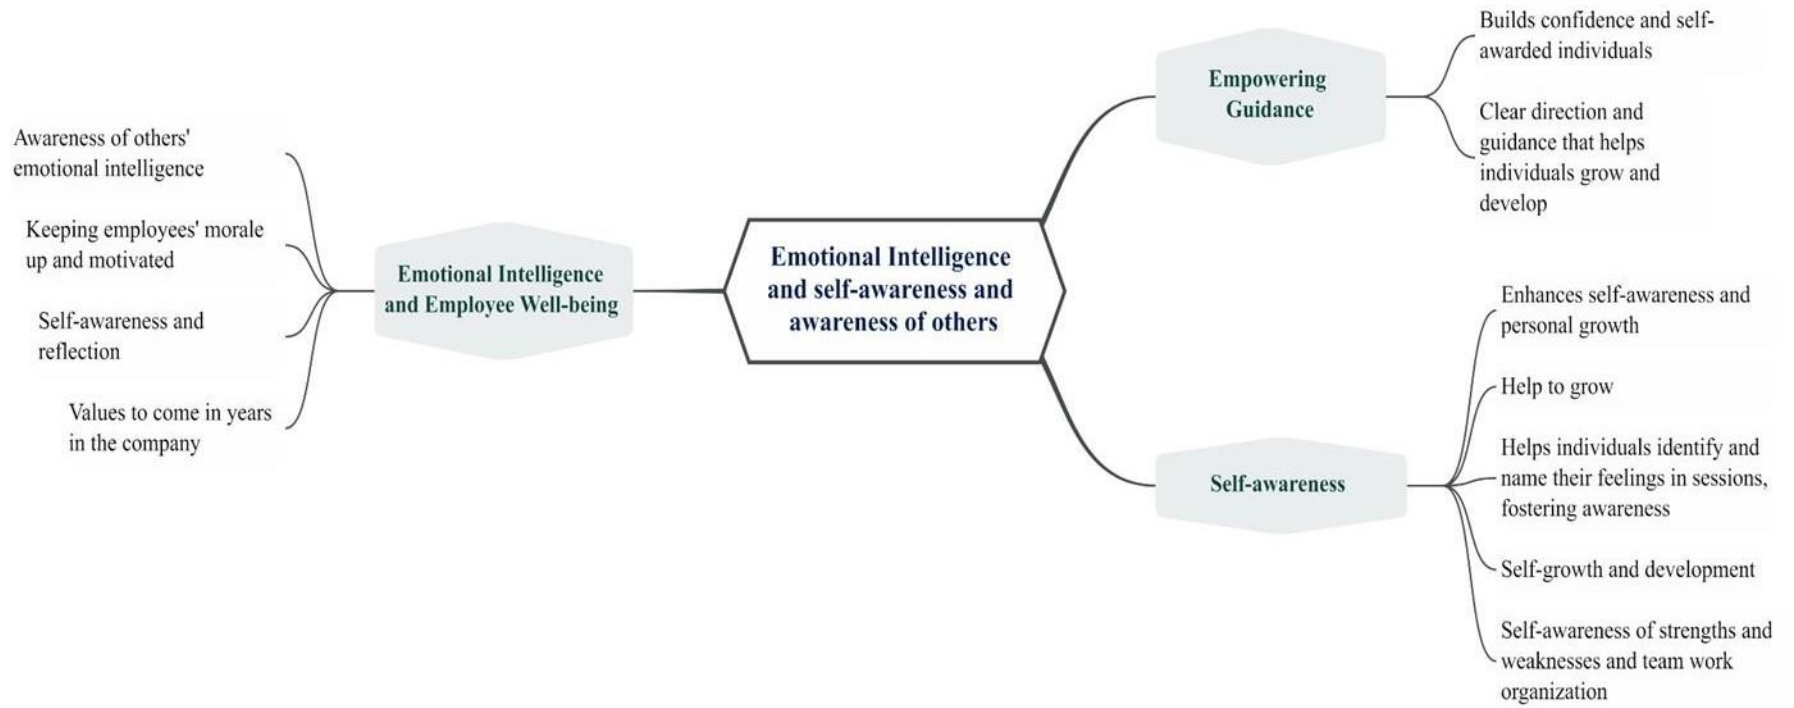 Emotional Intelligence
and self-awareness and
awareness of others
Emotional Intelligence
and Employee Well-being
Awareness of others'
emotional intelligence
Keeping employees' morale
up and motivated
Self-awareness and
reflection
Values to come in years
in the company
Empowering
Guidance
Builds confidence and self-
awarded individuals
Clear direction and
guidance that helps
individuals grow and
develop
Self-awareness
Enhances self-awareness and
personal growth
Help to grow
Helps individuals identify and
name their feelings in sessions,
fostering awareness
Self-growth and development
Self-awareness of strengths and
weaknesses and team work
organization